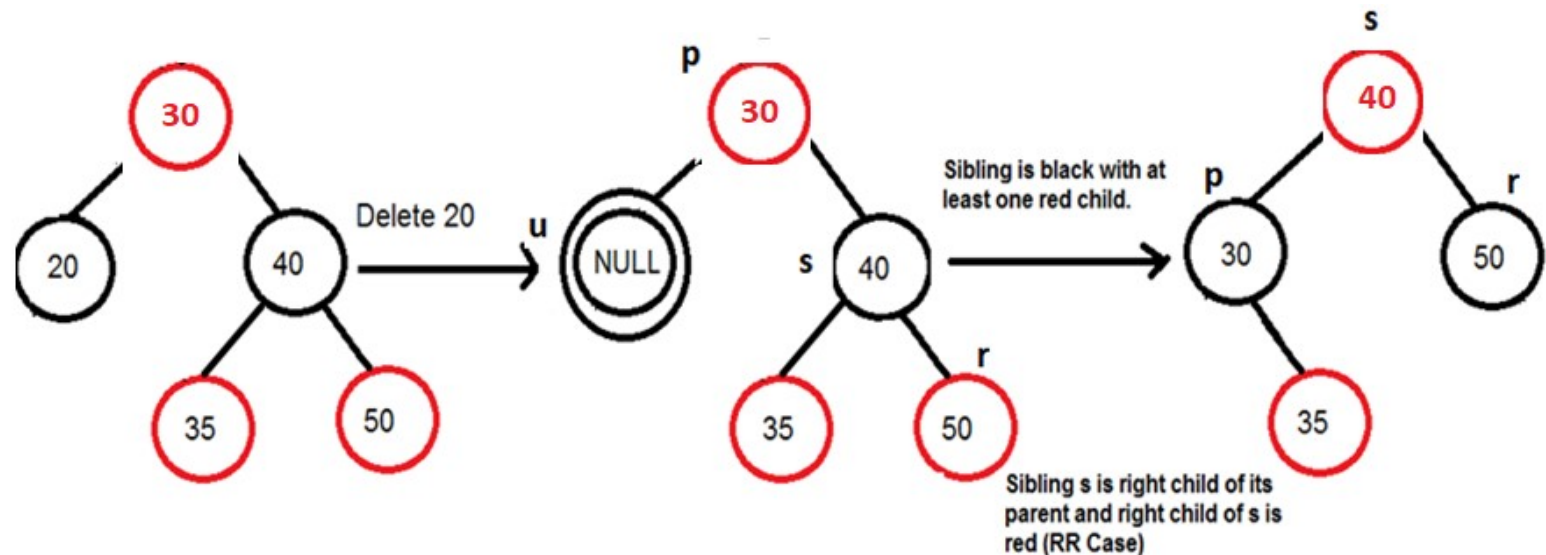 30
20
40
35
50
Delete 20
p
30
u
NULL
s
40
35
r
50
Sibling is black with at
least one red child.
Sibling s is right child of its
parent and right child of s is
red (RR Case)
s
40
p
30
r
50
35